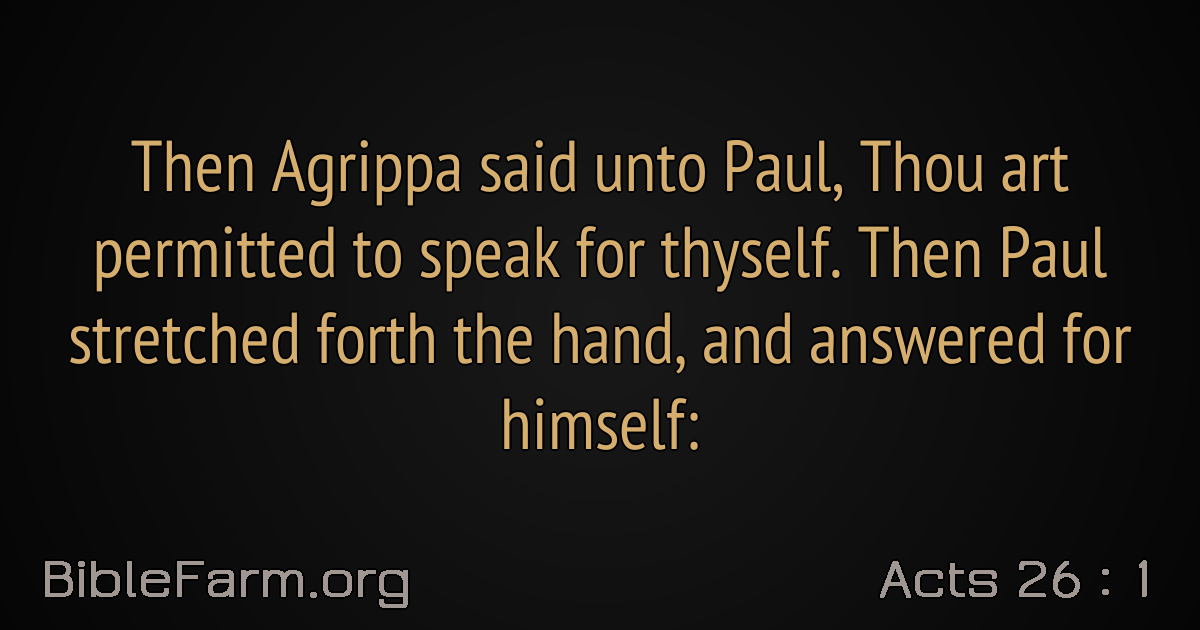 Then Agrippa said unto Paul, Thou art
permitted to speak for thyself. Then Paul
stretched forth the hand, and answered for
himself:
BibleFarm.org
Acts 26 : 1